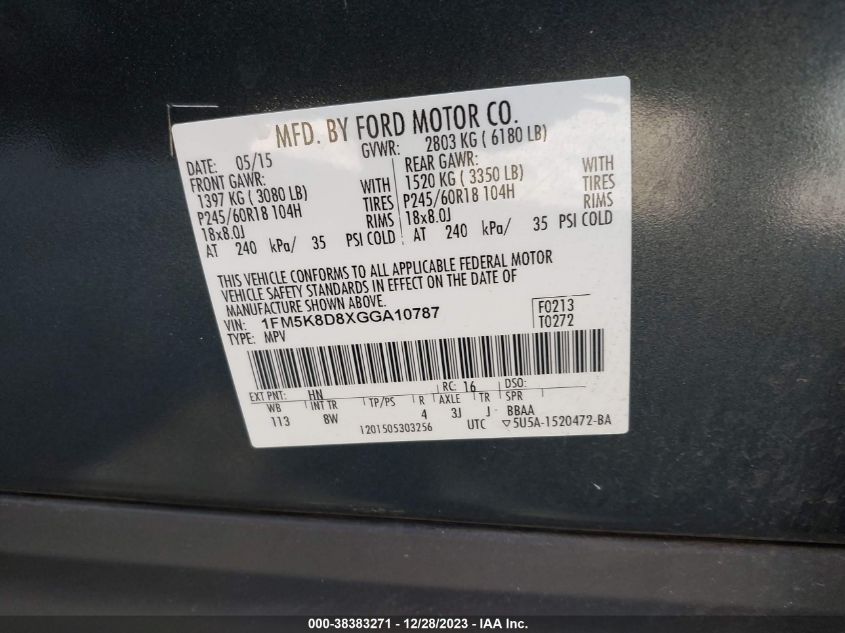 MFD. BY FORD MOTOR CO.
DATE: 05/15 GVWR: 2803 KG ( 6180 LB)
FRONT GAWR: REAR GAWR:
1397 KG ( 3080 LB) WITH 1520 KG ( 3350 LB) WITH
P245/60R18 104H TIRES P245/60R18 104H TIRES
18x8.0J RIMS 18x8.0J RIMS
AT 240 kPa/ 35 PSI COLD AT 240 kPa/ 35 PSI COLD
THIS VEHICLE CONFORMS TO ALL APPLICABLE FEDERAL MOTOR
VEHICLE SAFETY STANDARDS IN EFFECT ON THE DATE OF
MANUFACTURE SHOWN ABOVE.
VIN: 1FM5K8D8XGGA10787 F0213
TYPE: MPV T0272
EXT PNT: HN RC: 16 DSO:
WB INT TR TP/PS R AXLE TR SPR
113 8W 4 3J J BBAA
1201505303256 UTC ▽5U5A-1520472-BA
000-38383271 - 12/28/2023 - IAA Inc.